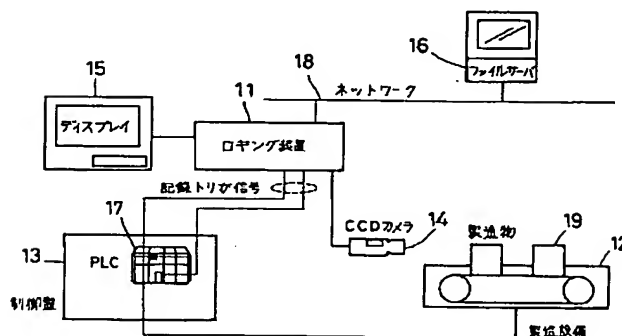 16
ファイルサーバ
18
ネットワーク
15
11
ディスプレイ
ロギング装置
記録トリガ信号
CCDカメラ
14
17
13
PLC
製造物
19
12
制御盤
製造設備